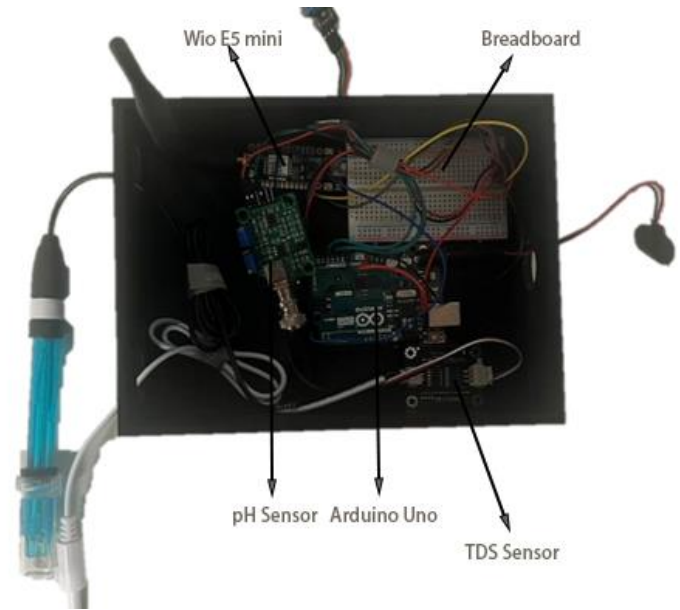 Wio E5 mini
Breadboard
pH Sensor
Arduino Uno
TDS Sensor